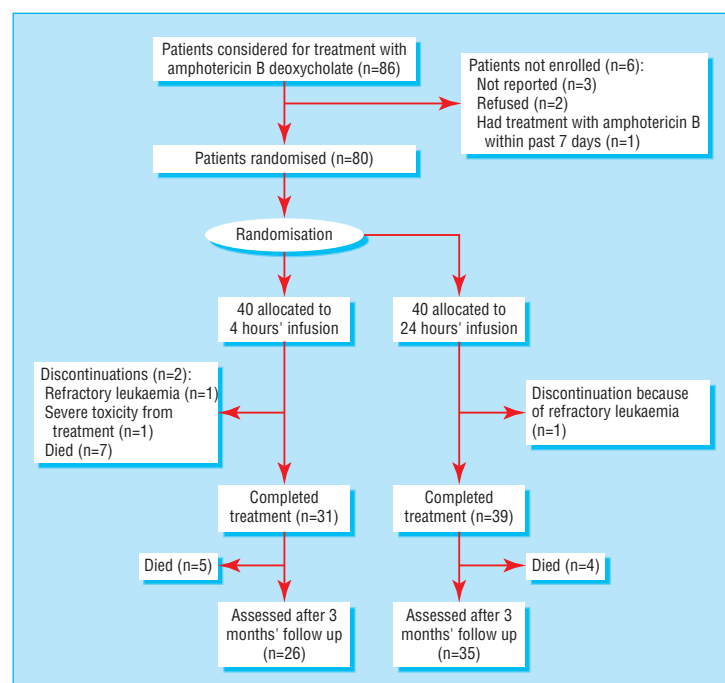 Patients considered for treatment with
amphotericin B deoxycholate (n=86)
Patients not enrolled (n=6):
Not reported (n=3)
Refused (n=2)
Had treatment with amphotericin B
within past 7 days (n=1)
Patients randomised (n=80)
Randomisation
40 allocated to
4 hours' infusion
40 allocated to
24 hours' infusion
Discontinuations (n=2):
Refractory leukaemia (n=1)
Severe toxicity from
treatment (n=1)
Died (n=7)
Discontinuation because
of refractory leukaemia
(n=1)
Completed
treatment (n=31)
Completed
treatment (n=39)
Died (n=5)
Died (n=4)
Assessed after 3
months' follow up
(n=26)
Assessed after 3
months' follow up
(n=35)